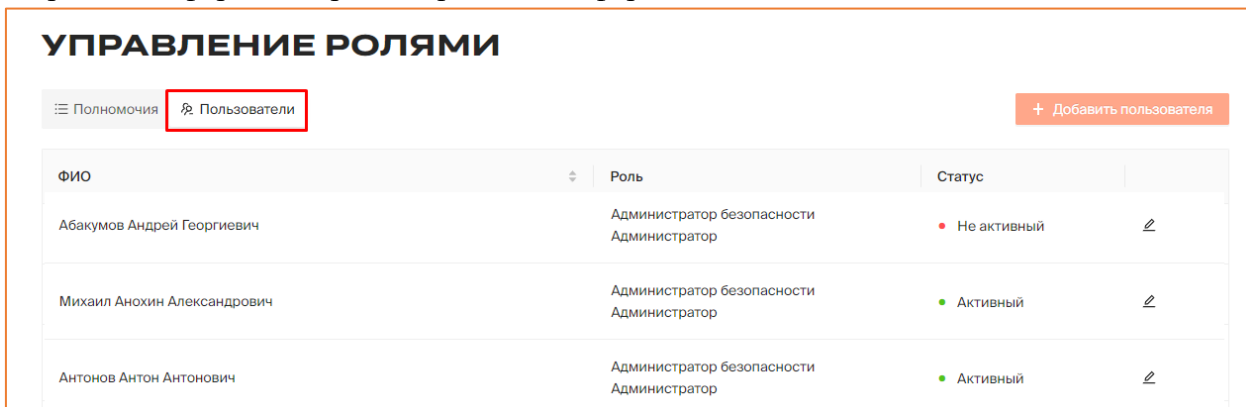 УПРАВЛЕНИЕ РОЛЯМИ
Полномочия Пользователи + Добавить пользователя
ФИО Роль Статус
Абакумов Андрей Георгиевич Администратор безопасности Администратор Не активный
Михаил Анохин Александрович Администратор безопасности Администратор Активный
Антонов Антон Антонович Администратор безопасности Администратор Активный